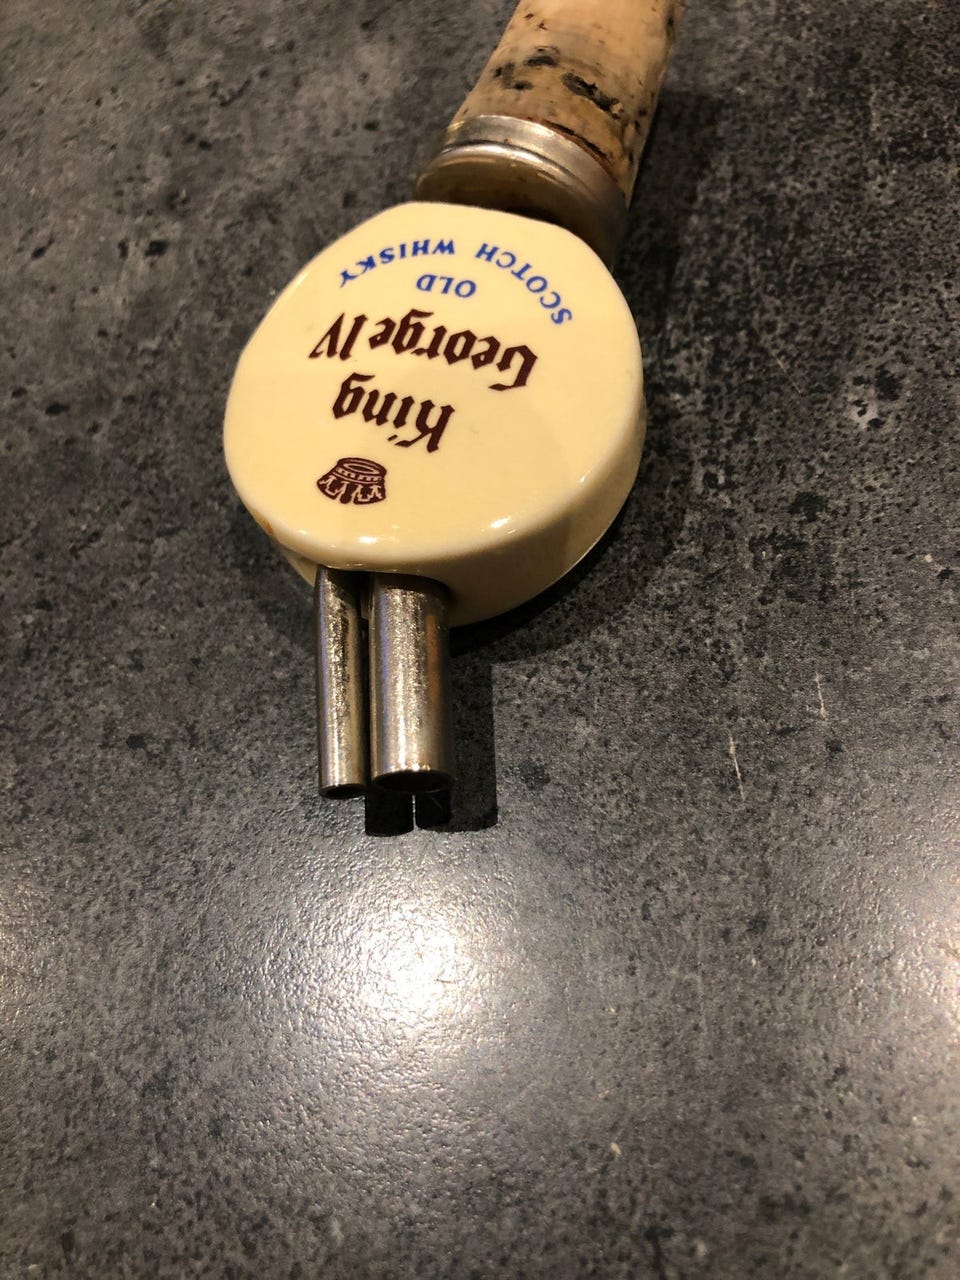 King
George IV
OLD
SCOTCH WHISKY